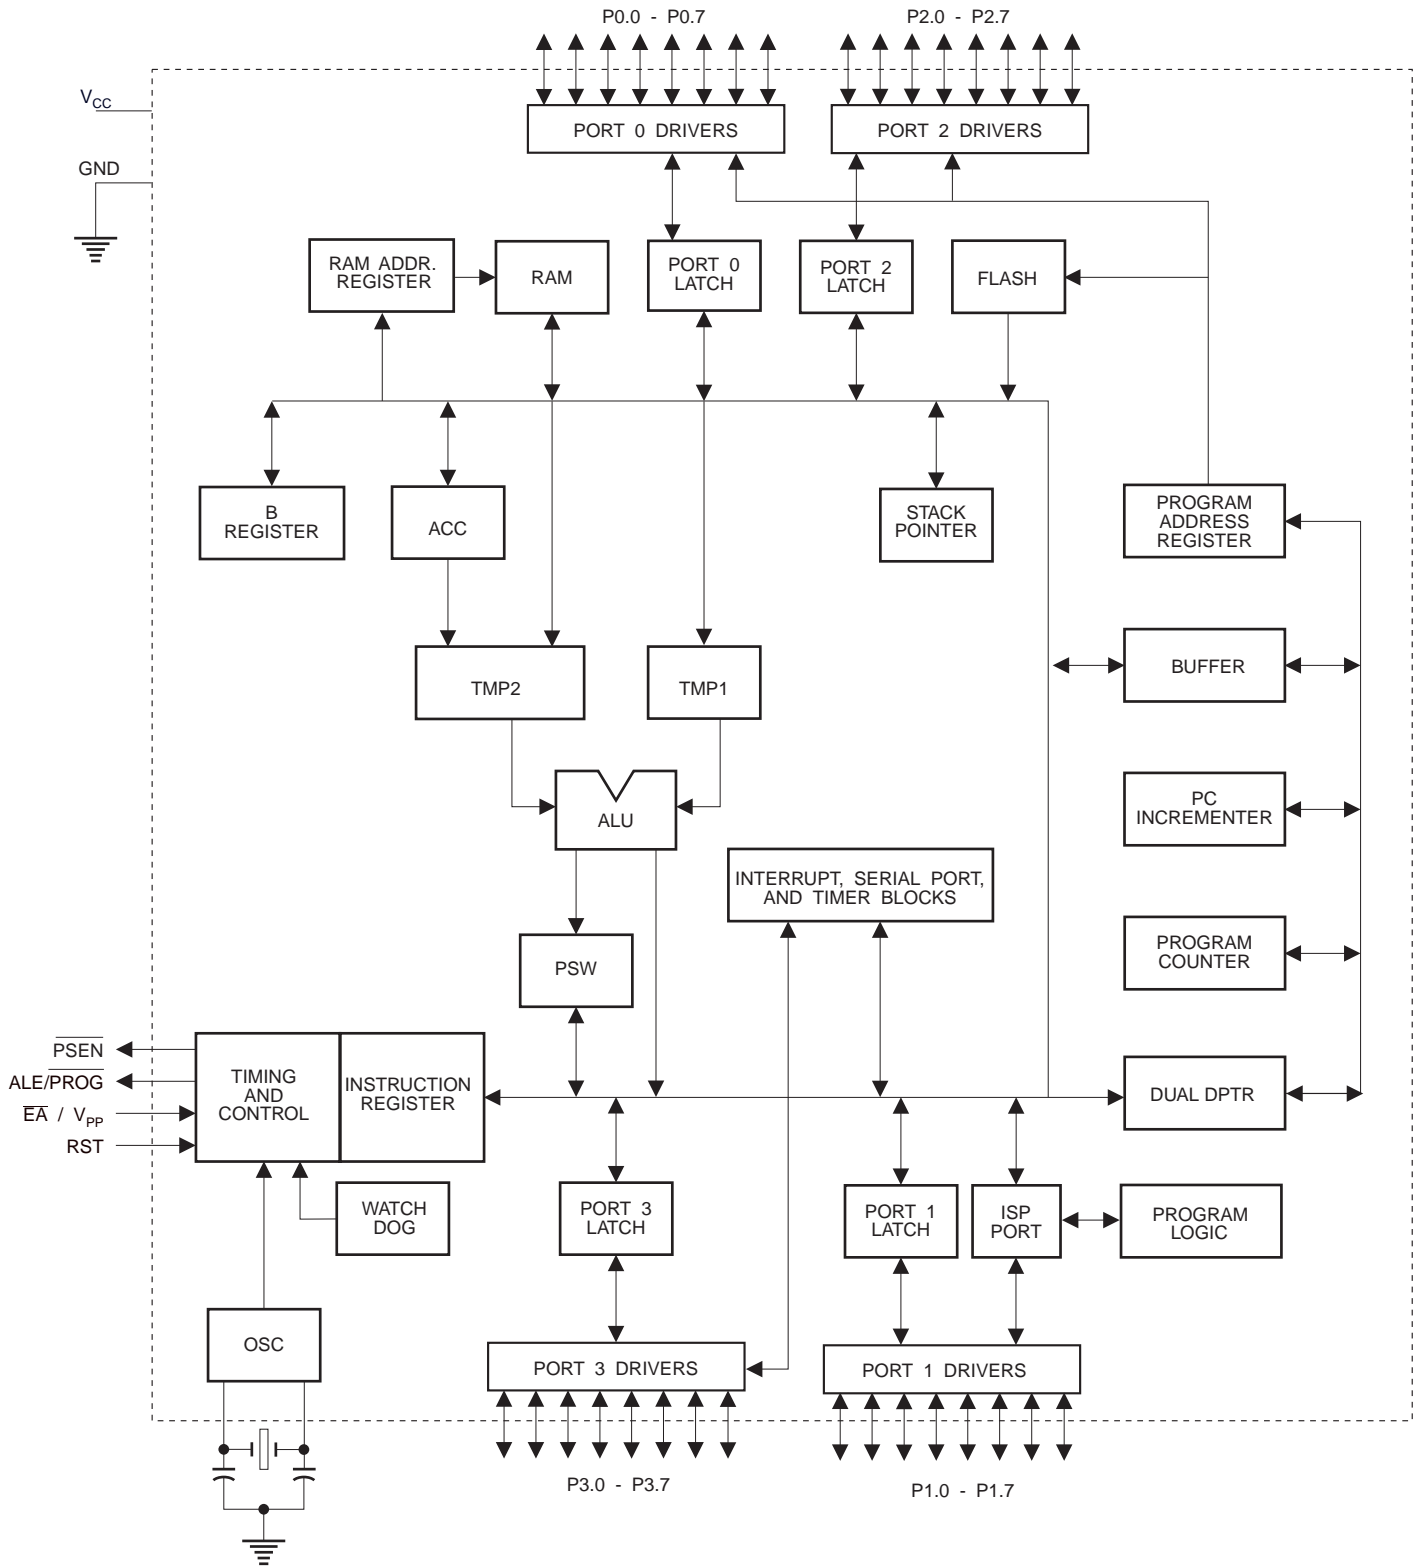 P0.0 - P0.7
P2.0 - P2.7
VCC
PORT 0 DRIVERS
PORT 2 DRIVERS
GND
RAM ADDR.
REGISTER
RAM
PORT 0
LATCH
PORT 2
LATCH
FLASH
B
REGISTER
ACC
STACK
POINTER
PROGRAM
ADDRESS
REGISTER
BUFFER
TMP2
TMP1
ALU
PC
INCREMENTER
INTERRUPT, SERIAL PORT,
AND TIMER BLOCKS
PROGRAM
COUNTER
PSW
PSEN
ALE/PROG
EA / VPP
RST
TIMING
AND
CONTROL
INSTRUCTION
REGISTER
DUAL DPTR
WATCH
DOG
PORT 3
LATCH
PORT 1
LATCH
ISP
PORT
PROGRAM
LOGIC
OSC
PORT 3 DRIVERS
PORT 1 DRIVERS
P3.0 - P3.7
P1.0 - P1.7